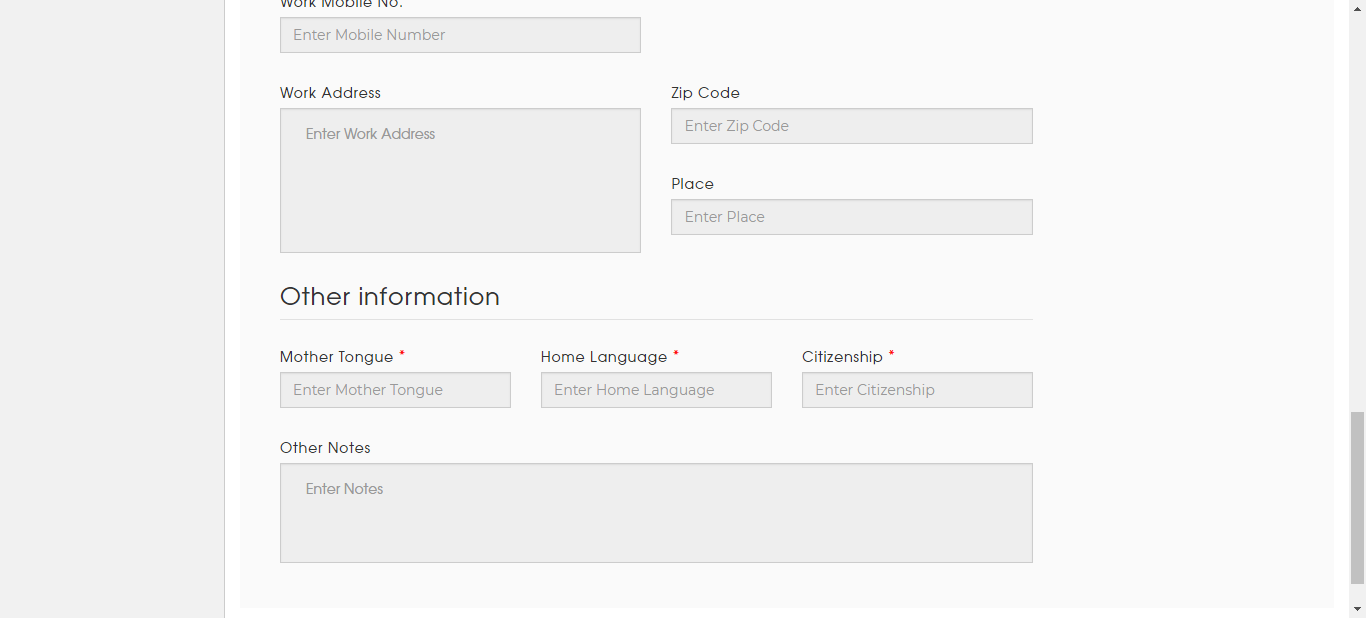 Work Mobile No.
Enter Mobile Number
Work Address
Zip Code
Enter Work Address
Enter Zip Code
Place
Enter Place
Other information
Mother Tongue *
Home Language *
Citizenship *
Enter Mother Tongue
Enter Home Language
Enter Citizenship
Other Notes
Enter Notes